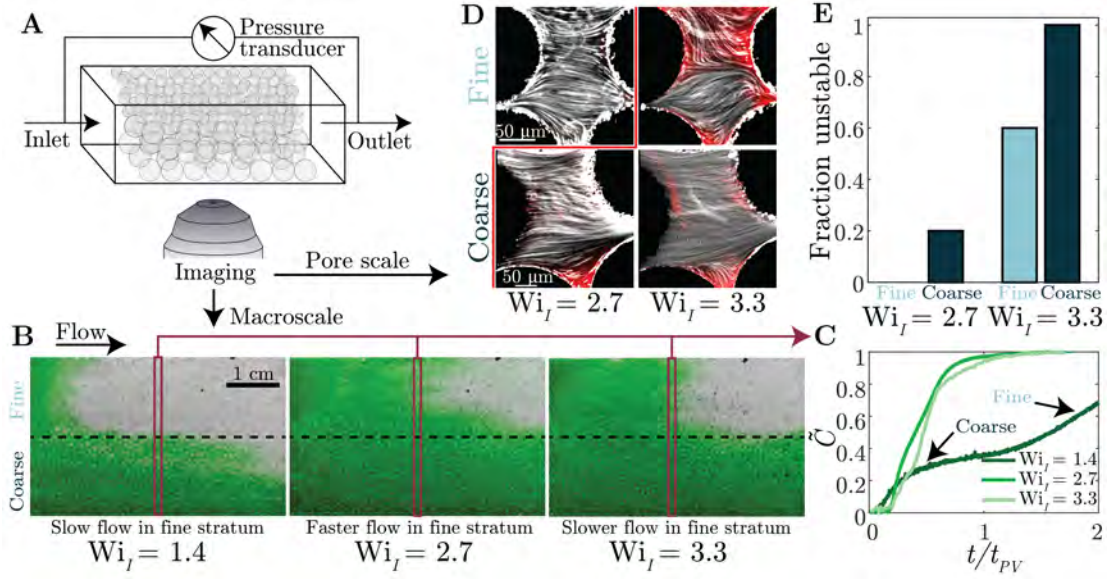 A
Pressure
transducer
Inlet
Outlet
Imaging
Pore scale
Macroscale
D
Fine
50 μm
Coarse
50 μm
Wi_I = 2.7
Wi_I = 3.3
E
Fraction unstable
1
0.8
0.6
0.4
0.2
0
Fine
Coarse
Fine
Coarse
Wi_I = 2.7
Wi_I = 3.3
B
Flow
1 cm
Fine
Coarse
Slow flow in fine stratum
Faster flow in fine stratum
Slower flow in fine stratum
Wi_I = 1.4
Wi_I = 2.7
Wi_I = 3.3
C
1
0.8
0.6
0.4
0.2
0
C̃
Fine
Coarse
Wi_I = 1.4
Wi_I = 2.7
Wi_I = 3.3
0
1
2
t/t_PV